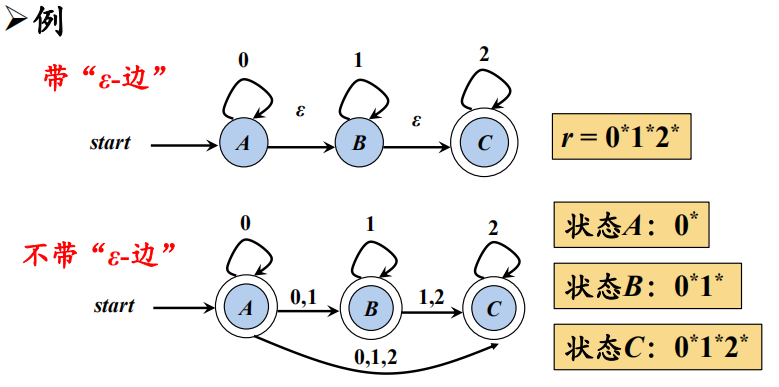 ➢例
带“ε-边”
0
1
2
ε
ε
start
A
B
C
r = 0*1*2*
不带“ε-边”
0
1
2
start
A
0,1
B
1,2
C
0,1,2
状态A：0*
状态B：0*1*
状态C：0*1*2*